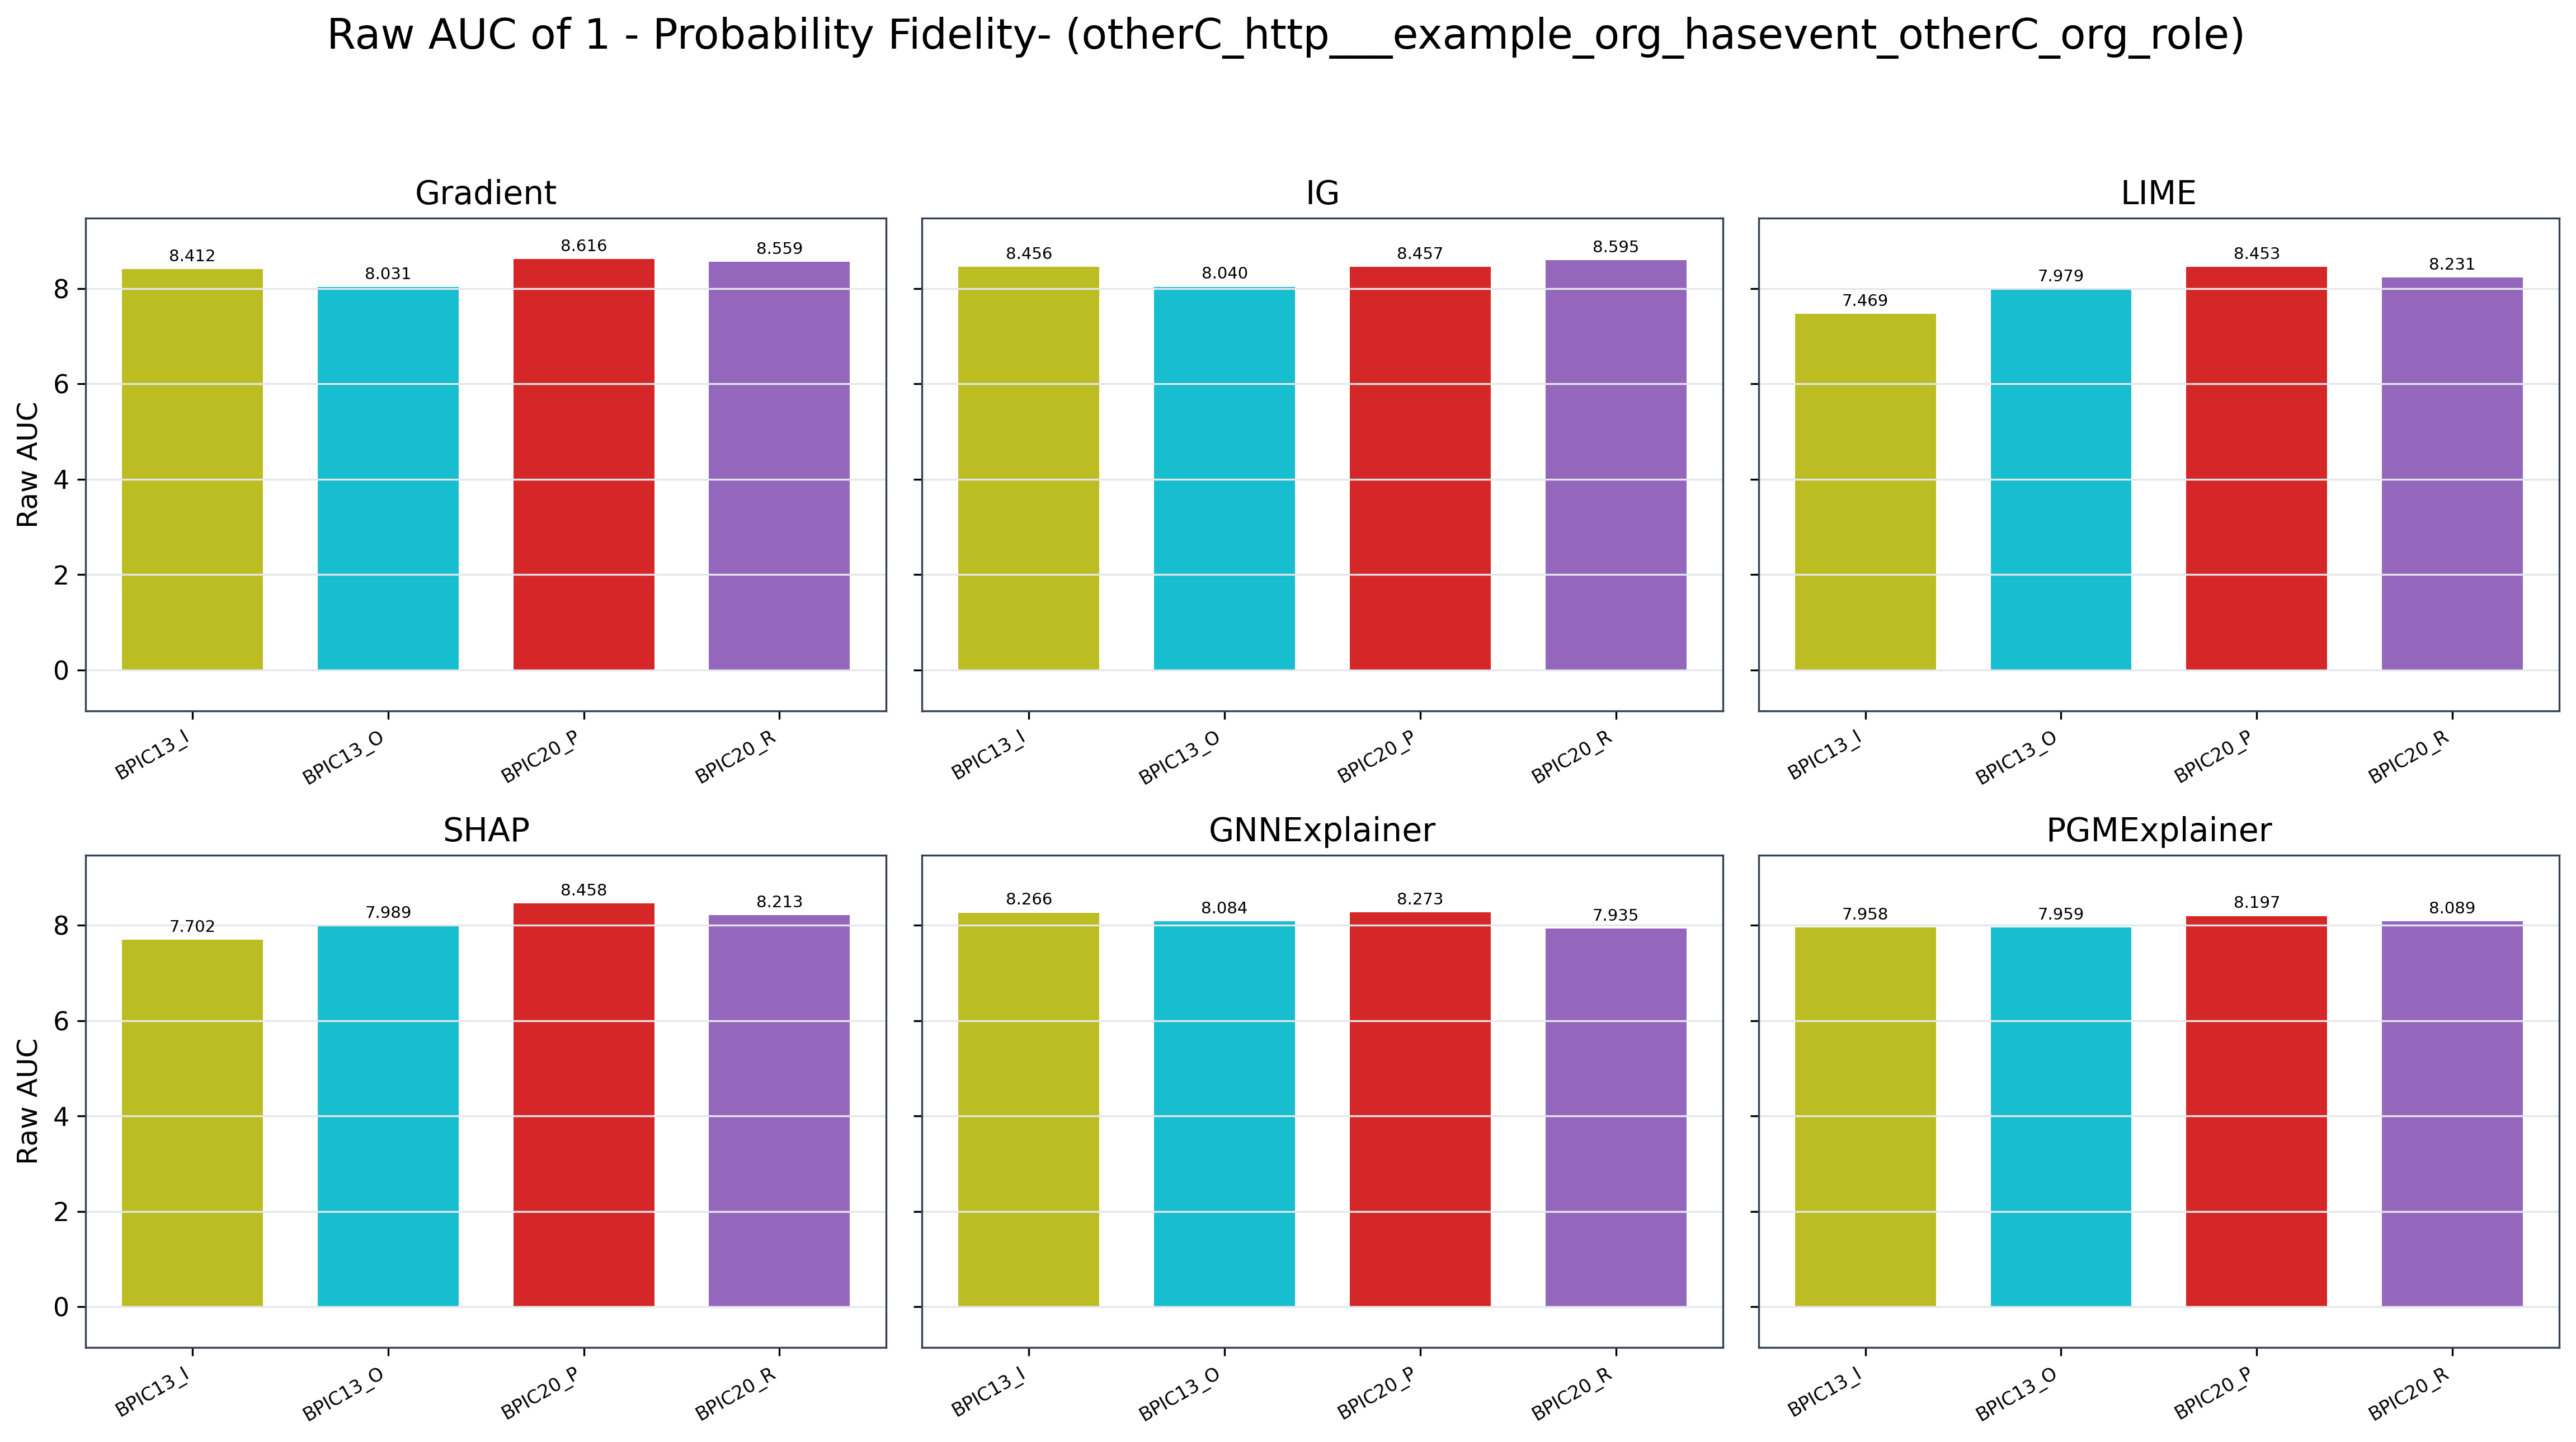 Raw AUC of 1 - Probability Fidelity- (otherC_http___example_org_hasevent_otherC_org_role)
Gradient
Raw AUC
8
6
4
2
0
8.412
8.031
8.616
8.559
BPIC13_I
BPIC13_O
BPIC20_P
BPIC20_R
IG
8.456
8.040
8.457
8.595
BPIC13_I
BPIC13_O
BPIC20_P
BPIC20_R
LIME
7.469
7.979
8.453
8.231
BPIC13_I
BPIC13_O
BPIC20_P
BPIC20_R
SHAP
Raw AUC
8
6
4
2
0
7.702
7.989
8.458
8.213
BPIC13_I
BPIC13_O
BPIC20_P
BPIC20_R
GNNExplainer
8.266
8.084
8.273
7.935
BPIC13_I
BPIC13_O
BPIC20_P
BPIC20_R
PGMExplainer
7.958
7.959
8.197
8.089
BPIC13_I
BPIC13_O
BPIC20_P
BPIC20_R